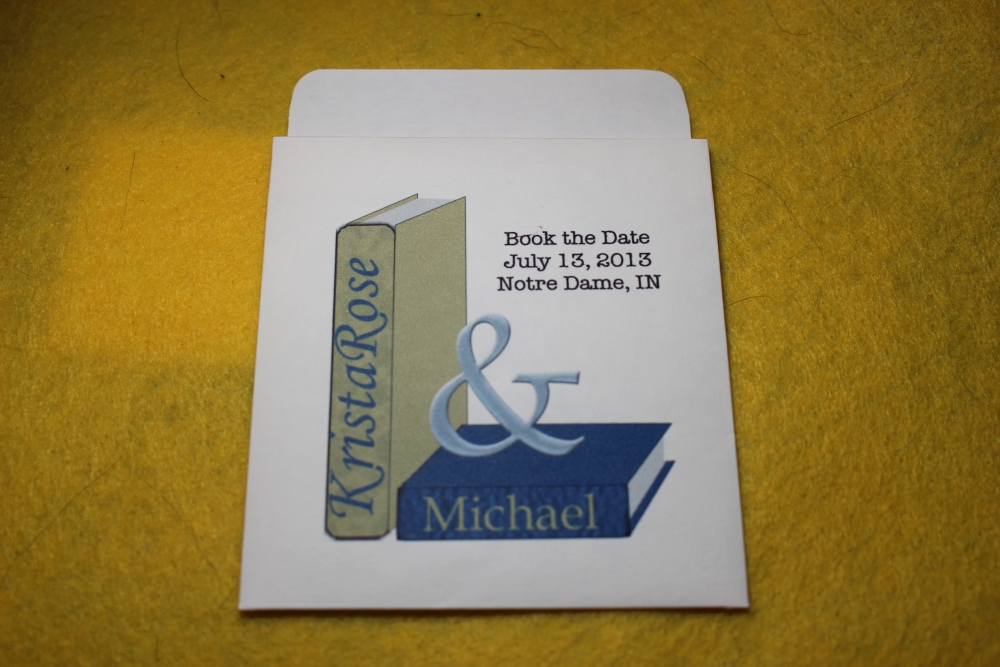 Book the Date
July 13, 2013
Notre Dame, IN
KristaRose
&
Michael